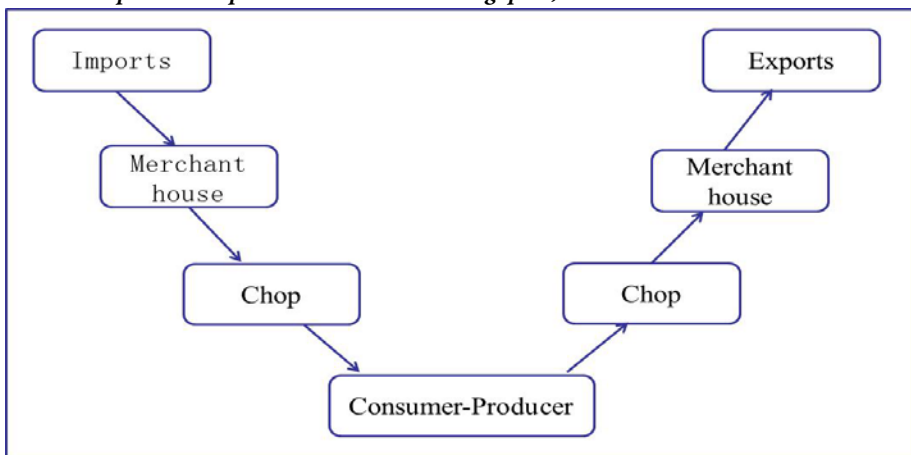 Imports
Exports
Merchant
house
Merchant
house
Chop
Chop
Consumer-Producer